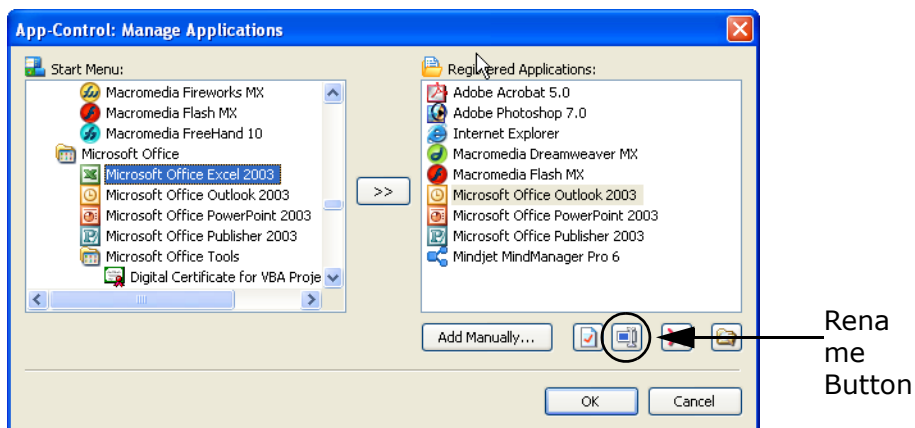 App-Control: Manage Applications
Start Menu:
Macromedia Fireworks MX
Macromedia Flash MX
Macromedia FreeHand 10
Microsoft Office
Microsoft Office Excel 2003
Microsoft Office Outlook 2003
Microsoft Office PowerPoint 2003
Microsoft Office Publisher 2003
Microsoft Office Tools
Digital Certificate for VBA Proje
>>
Registered Applications:
Adobe Acrobat 5.0
Adobe Photoshop 7.0
Internet Explorer
Macromedia Dreamweaver MX
Macromedia Flash MX
Microsoft Office Outlook 2003
Microsoft Office PowerPoint 2003
Microsoft Office Publisher 2003
Mindjet MindManager Pro 6
Add Manually...
OK
Cancel
Rena
me
Button